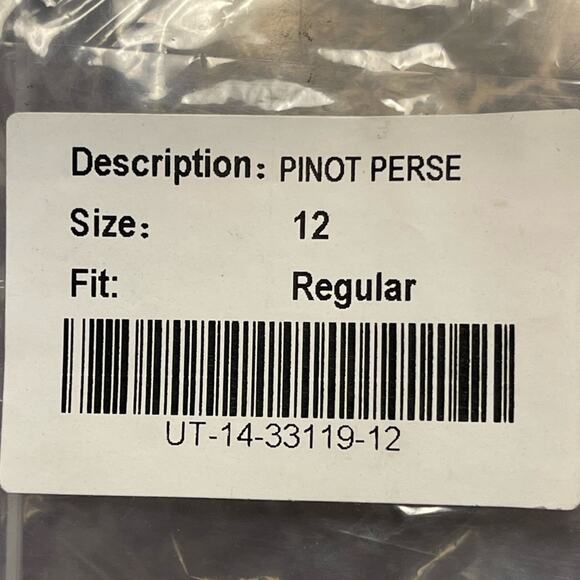 Description: PINOT PERSE
Size: 12
Fit: Regular
UT-14-33119-12